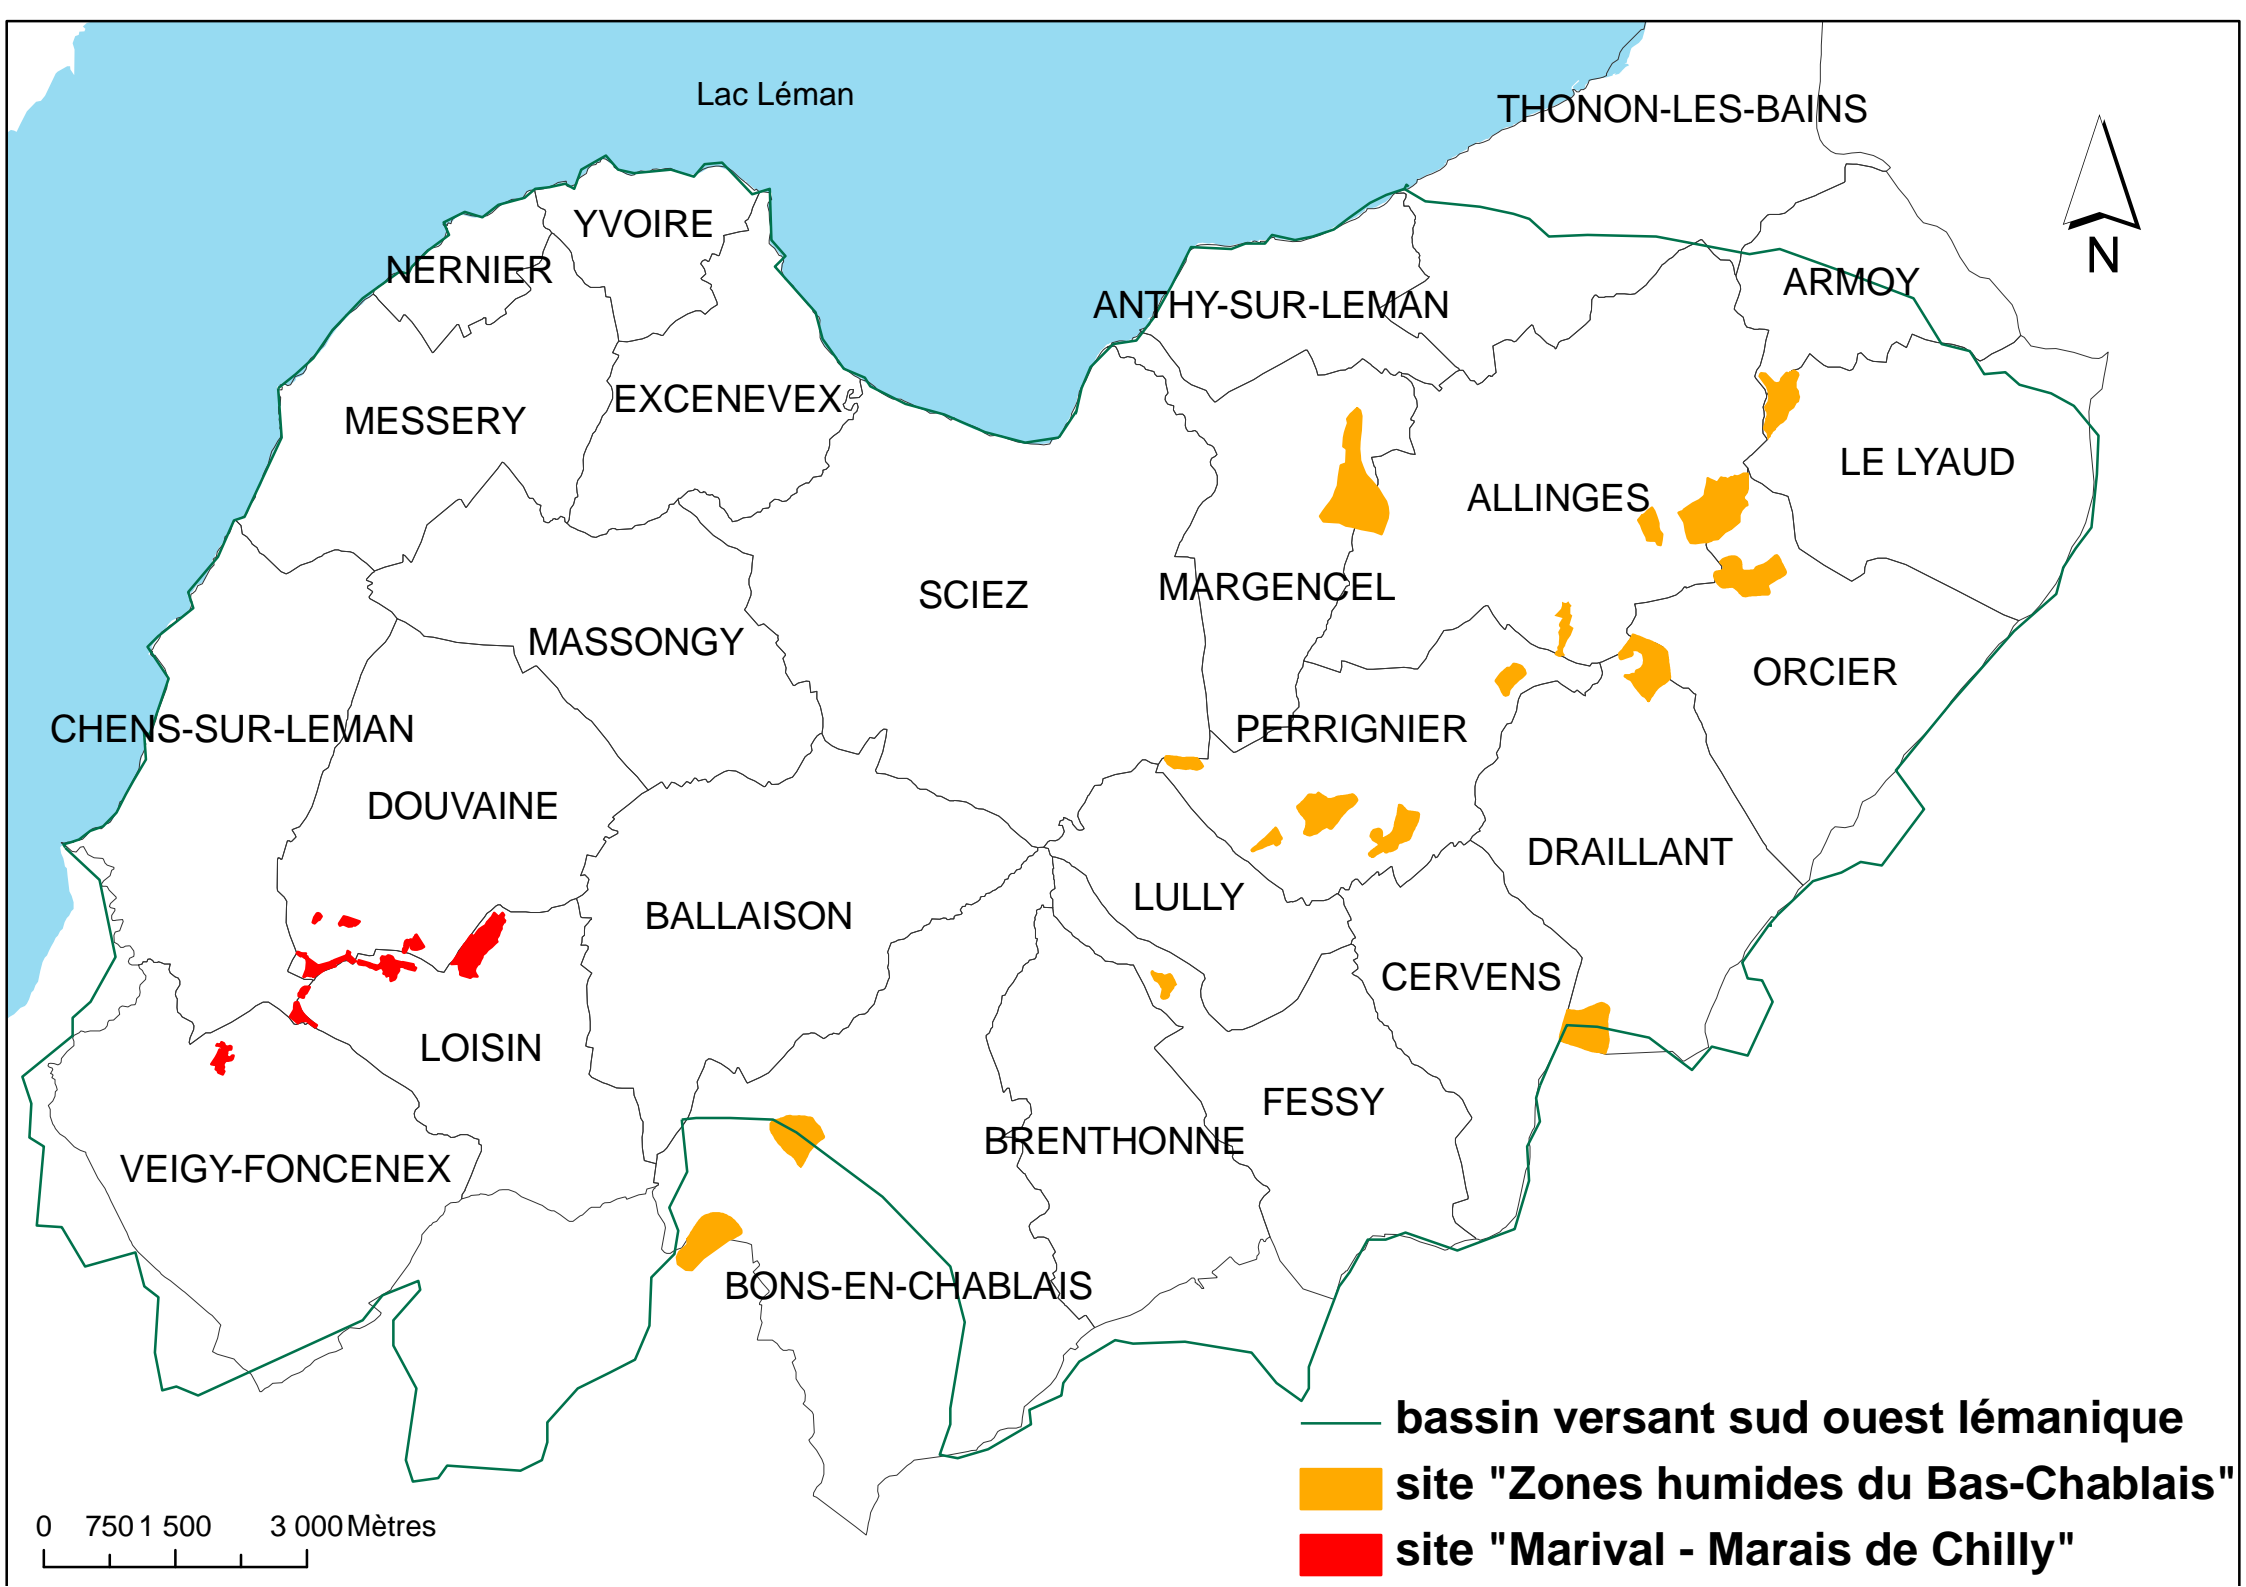 Lac Léman
THONON-LES-BAINS
YVOIRE
NERNIER
N
ARMOY
ANTHY-SUR-LEMAN
EXCENEVEX
MESSERY
LE LYAUD
ALLINGES
MARGENCEL
SCIEZ
MASSONGY
ORCIER
CHENS-SUR-LEMAN
PERRIGNIER
DOUVAINE
DRAILLANT
LULLY
BALLAISON
CERVENS
LOISIN
FESSY
BRENTHONNE
VEIGY-FONCENEX
BONS-EN-CHABLAIS
bassin versant sud ouest lémanique
site "Zones humides du Bas-Chablais"
site "Marival - Marais de Chilly"
0 750 1 500 3 000 Mètres